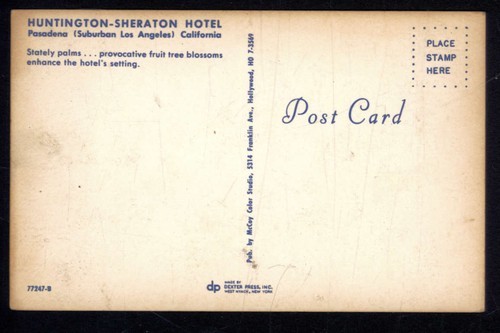 HUNTINGTON-SHERATON HOTEL
Pasadena (Suburban Los Angeles) California
Stately palms . . . provocative fruit tree blossoms
enhance the hotel's setting.
PLACE
STAMP
HERE
Post Card
Pub. by McCoy Color Studio, 5314 Franklin Ave., Hollywood, HO 7-3569
77247-B
dp
MADE BY
DEXTER PRESS, INC.
WEST NYACK, NEW YORK